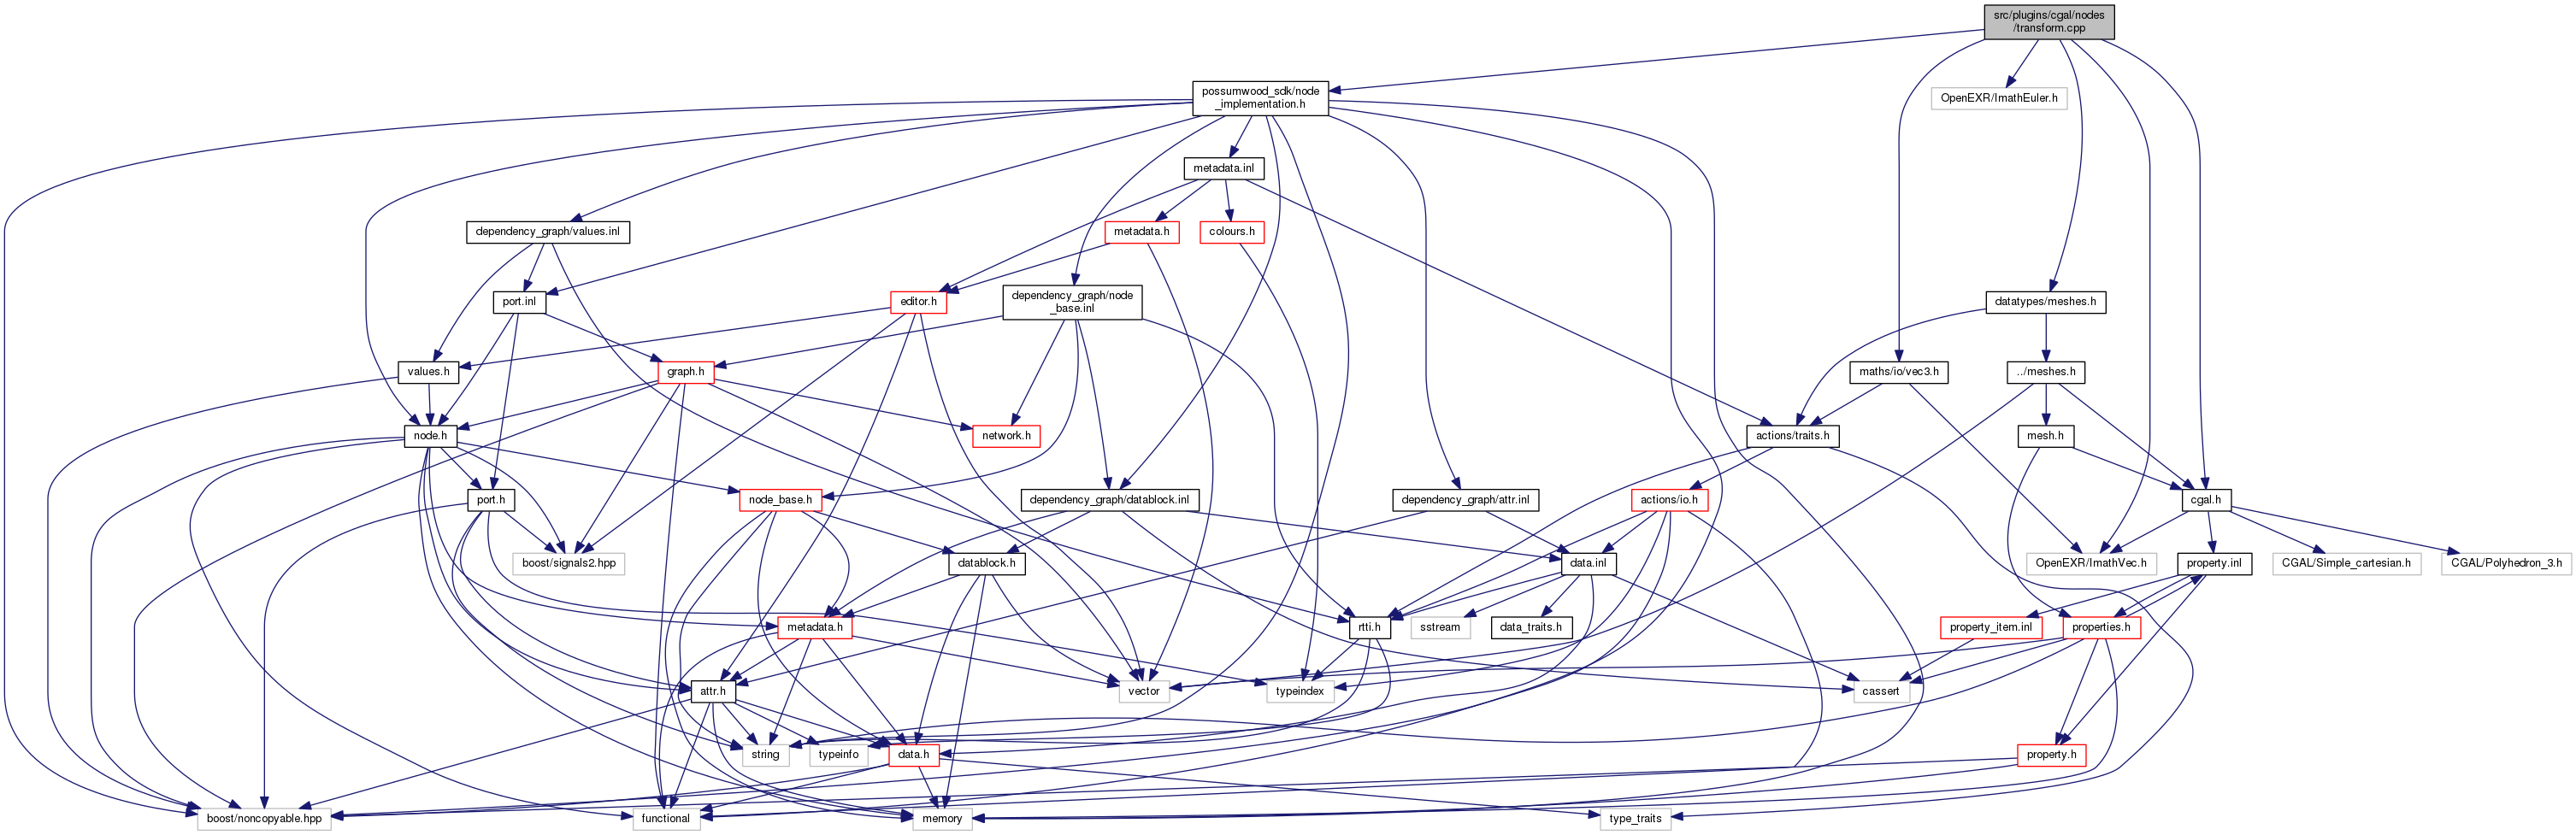 src/plugins/cgal/nodes
/transform.cpp
possumwood_sdk/node
_implementation.h
OpenEXR/ImathEuler.h
metadata.inl
dependency_graph/values.inl
metadata.h
colours.h
port.inl
editor.h
dependency_graph/node
_base.inl
datatypes/meshes.h
values.h
graph.h
maths/io/vec3.h
../meshes.h
node.h
network.h
actions/traits.h
mesh.h
port.h
node_base.h
dependency_graph/datablock.inl
dependency_graph/attr.inl
actions/io.h
cgal.h
boost/signals2.hpp
datablock.h
data.inl
OpenEXR/ImathVec.h
property.inl
CGAL/Simple_cartesian.h
CGAL/Polyhedron_3.h
metadata.h
rtti.h
sstream
data_traits.h
property_item.inl
properties.h
attr.h
vector
typeindex
cassert
string
typeinfo
data.h
property.h
boost/noncopyable.hpp
functional
memory
type_traits